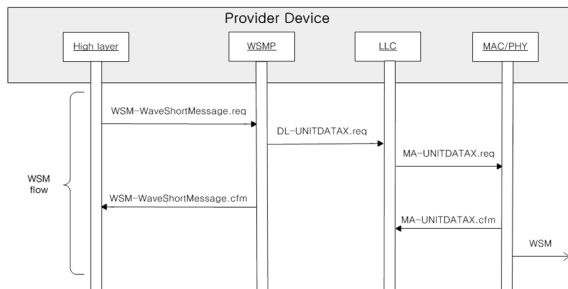 Provider Device
High layer
WSMP
LLC
MAC/PHY
WSM-WaveShortMessage.req
DL-UNITDATAX.req
MA-UNITDATAX.req
WSM
flow
WSM-WaveShortMessage.cfm
MA-UNITDATAX.cfm
WSM